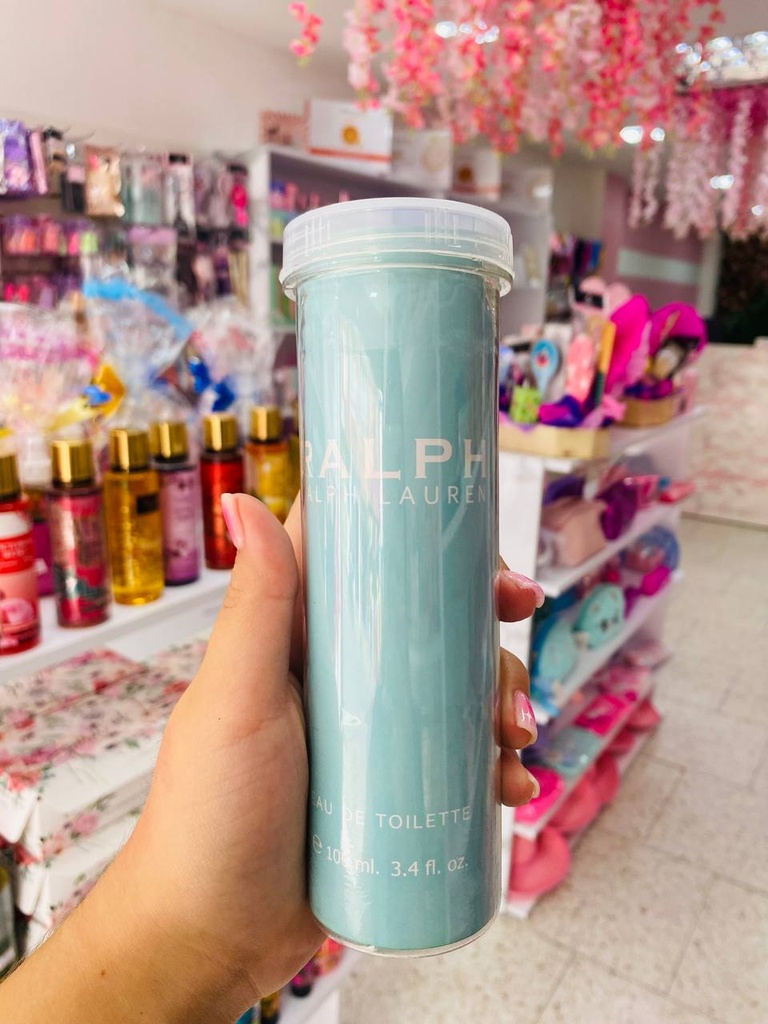 RALPH
RALPH LAUREN
EAU DE TOILETTE
℮ 100 ml. 3.4 fl. oz.